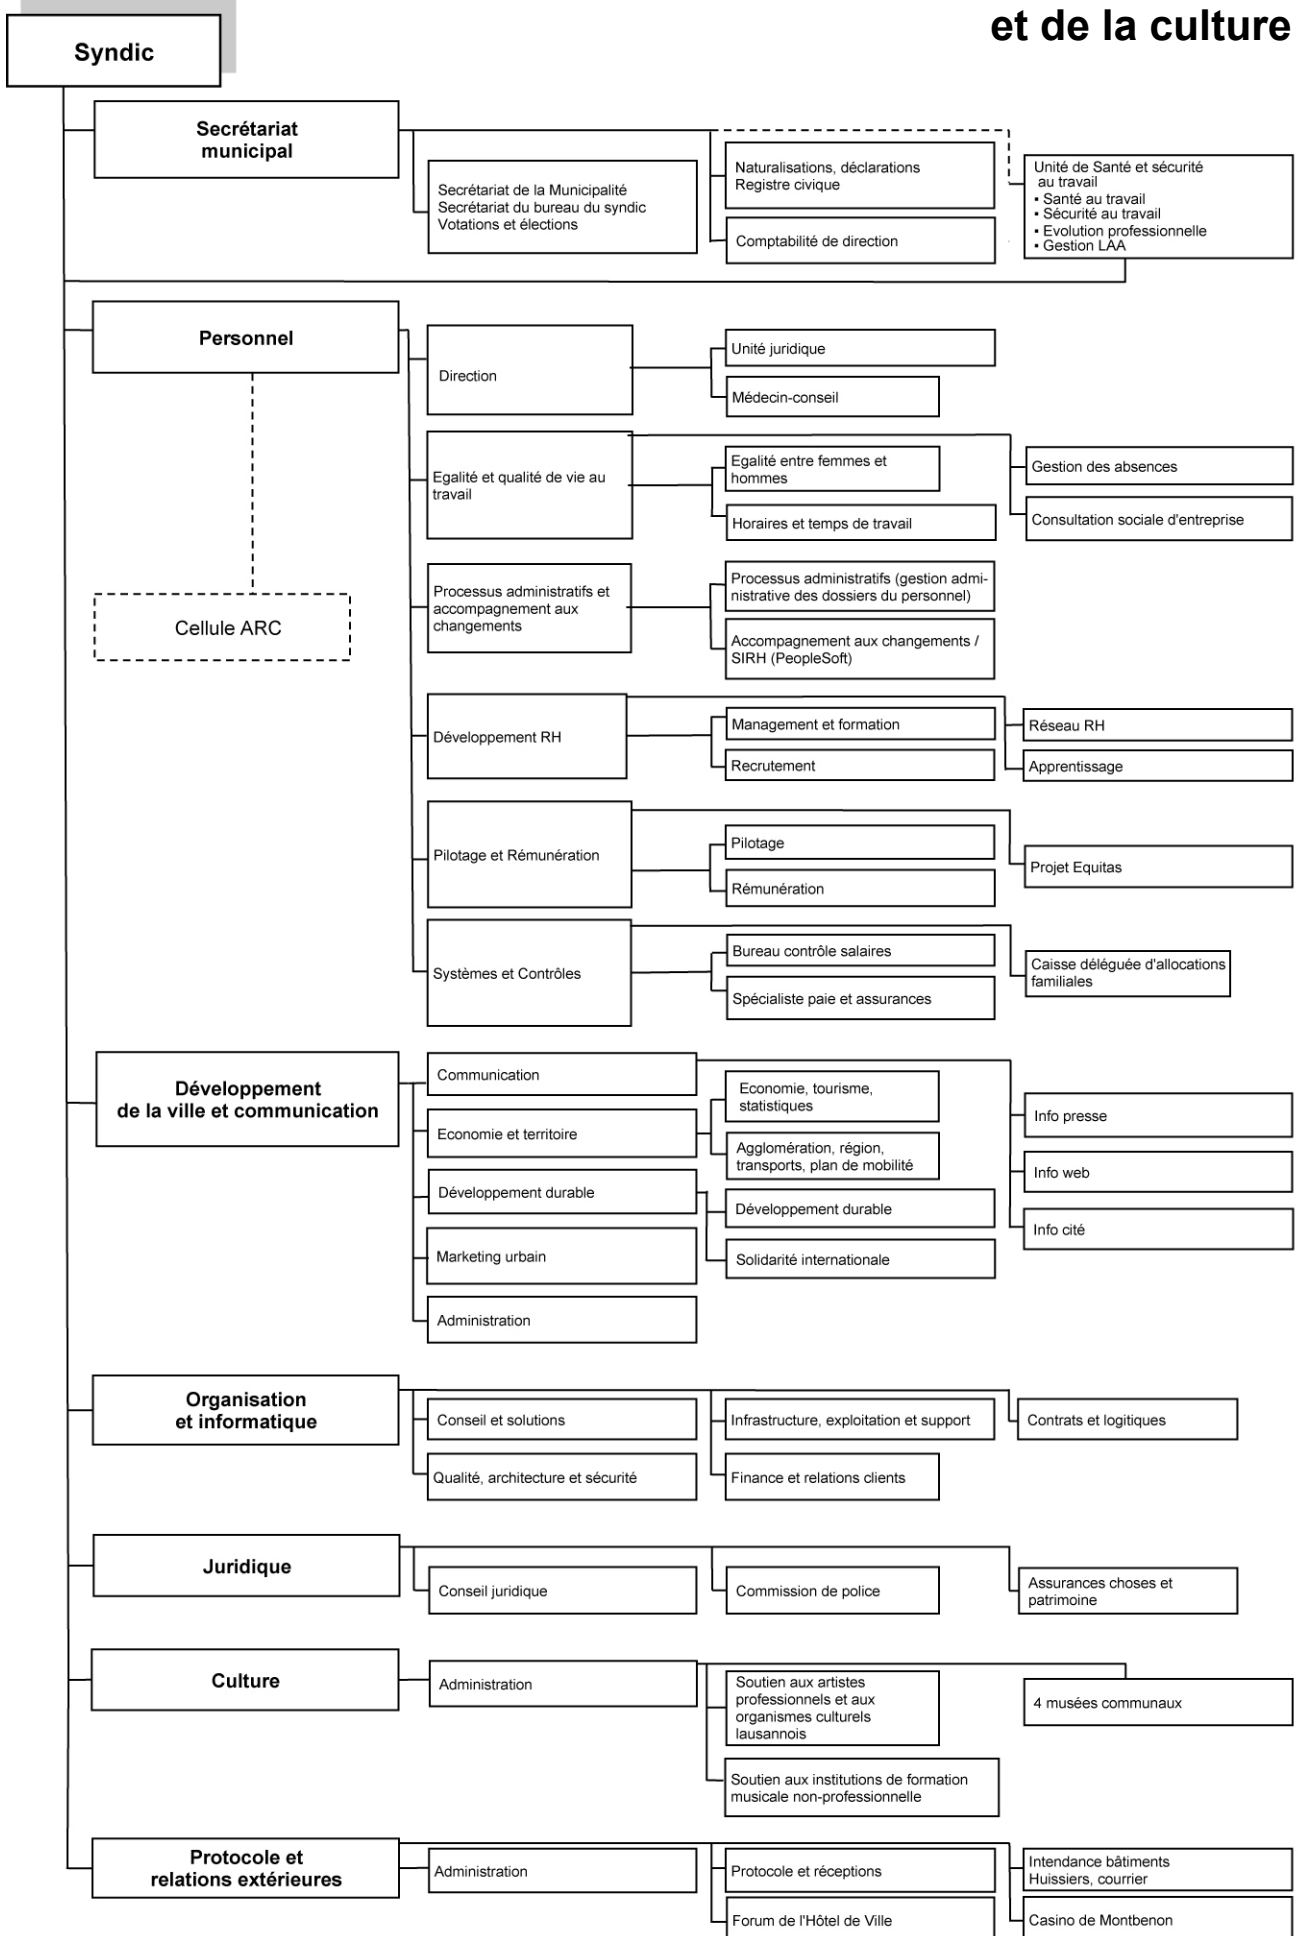 et de la culture
Syndic
Secrétariat
municipal
Secrétariat de la Municipalité
Secrétariat du bureau du syndic
Votations et élections
Naturalisations, déclarations
Registre civique
Comptabilité de direction
Unité de Santé et sécurité
au travail
▪ Santé au travail
▪ Sécurité au travail
▪ Evolution professionnelle
▪ Gestion LAA
Personnel
Cellule ARC
Direction
Unité juridique
Médecin-conseil
Egalité et qualité de vie au
travail
Egalité entre femmes et
hommes
Horaires et temps de travail
Gestion des absences
Consultation sociale d'entreprise
Processus administratifs et
accompagnement aux
changements
Processus administratifs (gestion admi-
nistrative des dossiers du personnel)
Accompagnement aux changements /
SIRH (PeopleSoft)
Développement RH
Management et formation
Recrutement
Réseau RH
Apprentissage
Pilotage et Rémunération
Pilotage
Rémunération
Projet Equitas
Systèmes et Contrôles
Bureau contrôle salaires
Spécialiste paie et assurances
Caisse déléguée d'allocations
familiales
Développement
de la ville et communication
Communication
Economie et territoire
Développement durable
Marketing urbain
Administration
Economie, tourisme,
statistiques
Agglomération, région,
transports, plan de mobilité
Développement durable
Solidarité internationale
Info presse
Info web
Info cité
Organisation
et informatique
Conseil et solutions
Qualité, architecture et sécurité
Infrastructure, exploitation et support
Finance et relations clients
Contrats et logitiques
Juridique
Conseil juridique
Commission de police
Assurances choses et
patrimoine
Culture
Administration
Soutien aux artistes
professionnels et aux
organismes culturels
lausannois
Soutien aux institutions de formation
musicale non-professionnelle
4 musées communaux
Protocole et
relations extérieures
Administration
Protocole et réceptions
Forum de l'Hôtel de Ville
Intendance bâtiments
Huissiers, courrier
Casino de Montbenon